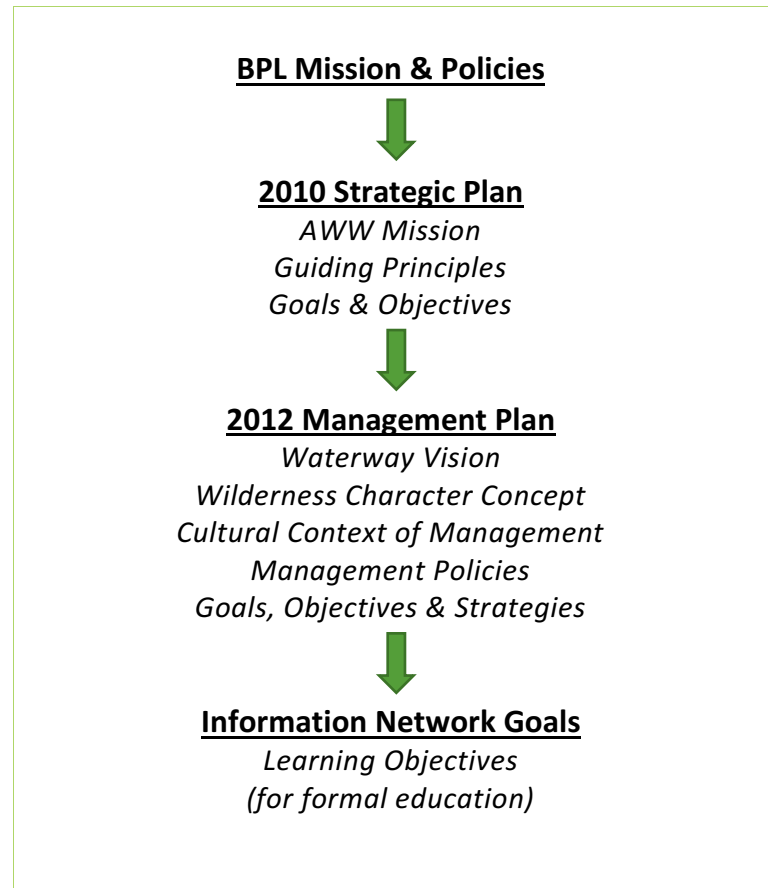 BPL Mission & Policies
2010 Strategic Plan
AWW Mission
Guiding Principles
Goals & Objectives
2012 Management Plan
Waterway Vision
Wilderness Character Concept
Cultural Context of Management
Management Policies
Goals, Objectives & Strategies
Information Network Goals
Learning Objectives
(for formal education)